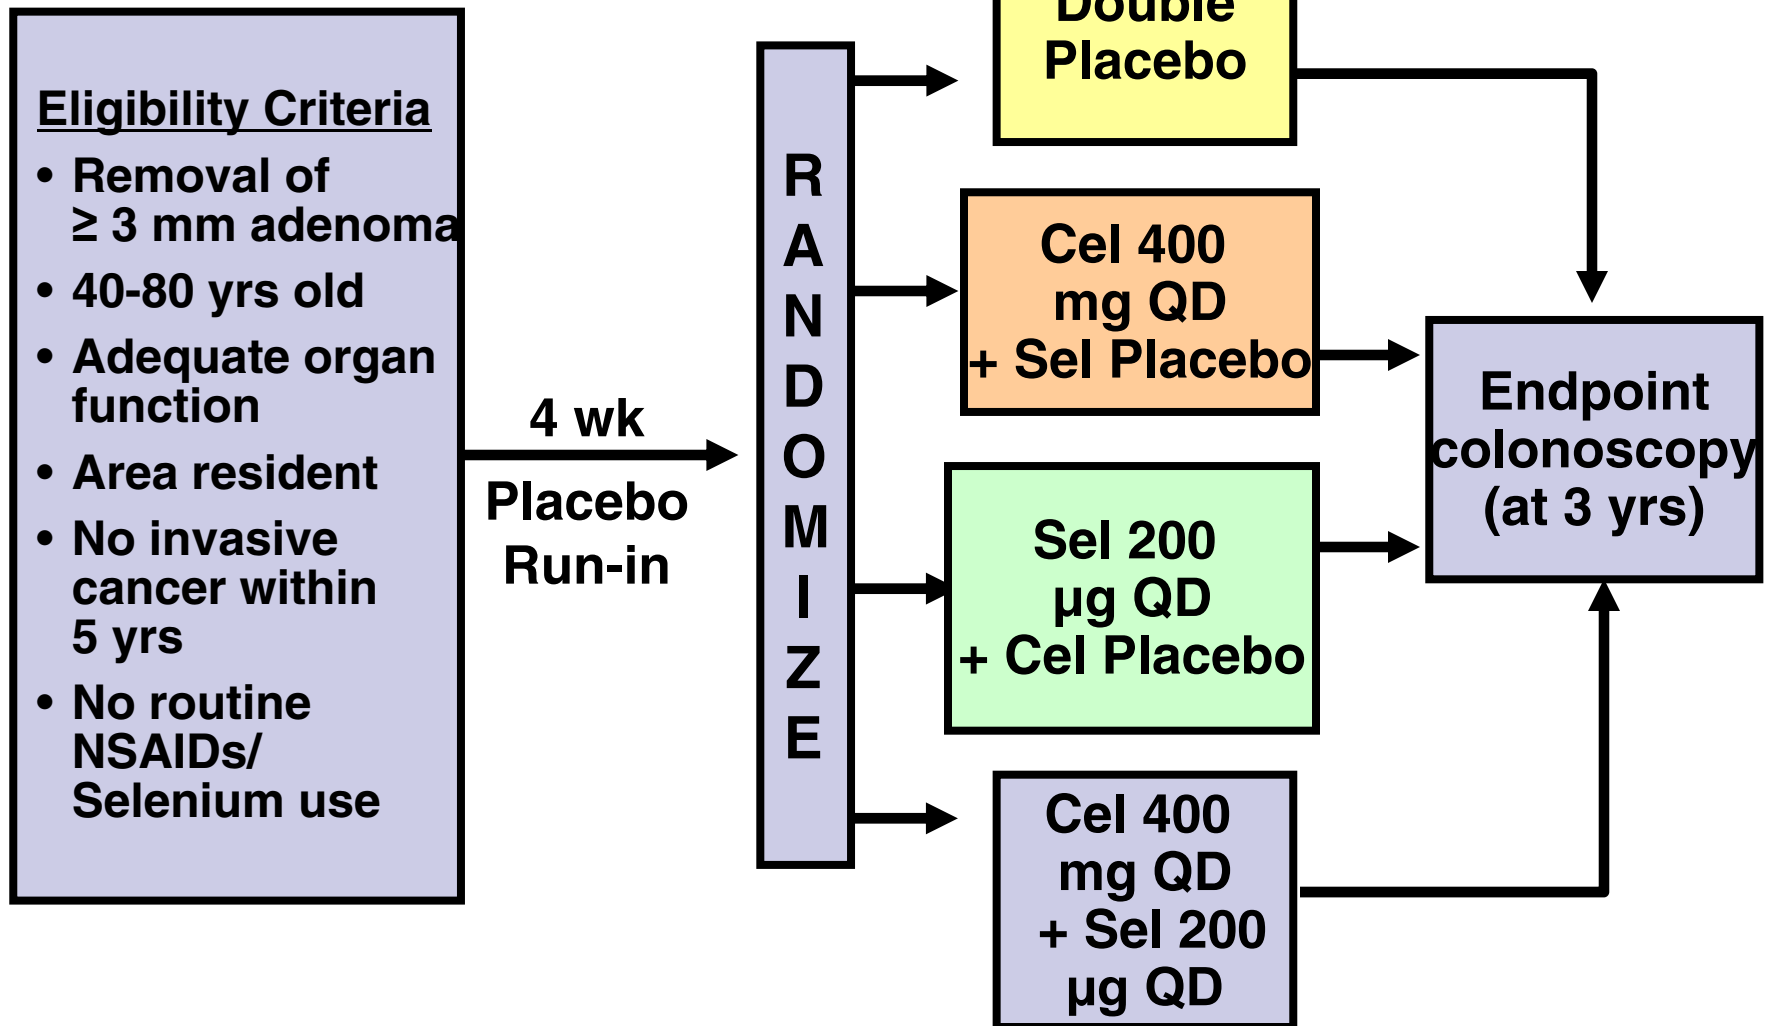 Eligibility Criteria
• Removal of
≥ 3 mm adenoma
• 40-80 yrs old
• Adequate organ
function
• Area resident
• No invasive
cancer within
5 yrs
• No routine
NSAIDs/
Selenium use
4 wk
Placebo
Run-in
R
A
N
D
O
M
I
Z
E
Double
Placebo
Cel 400
mg QD
+ Sel Placebo
Sel 200
µg QD
+ Cel Placebo
Cel 400
mg QD
+ Sel 200
µg QD
Endpoint
colonoscopy
(at 3 yrs)